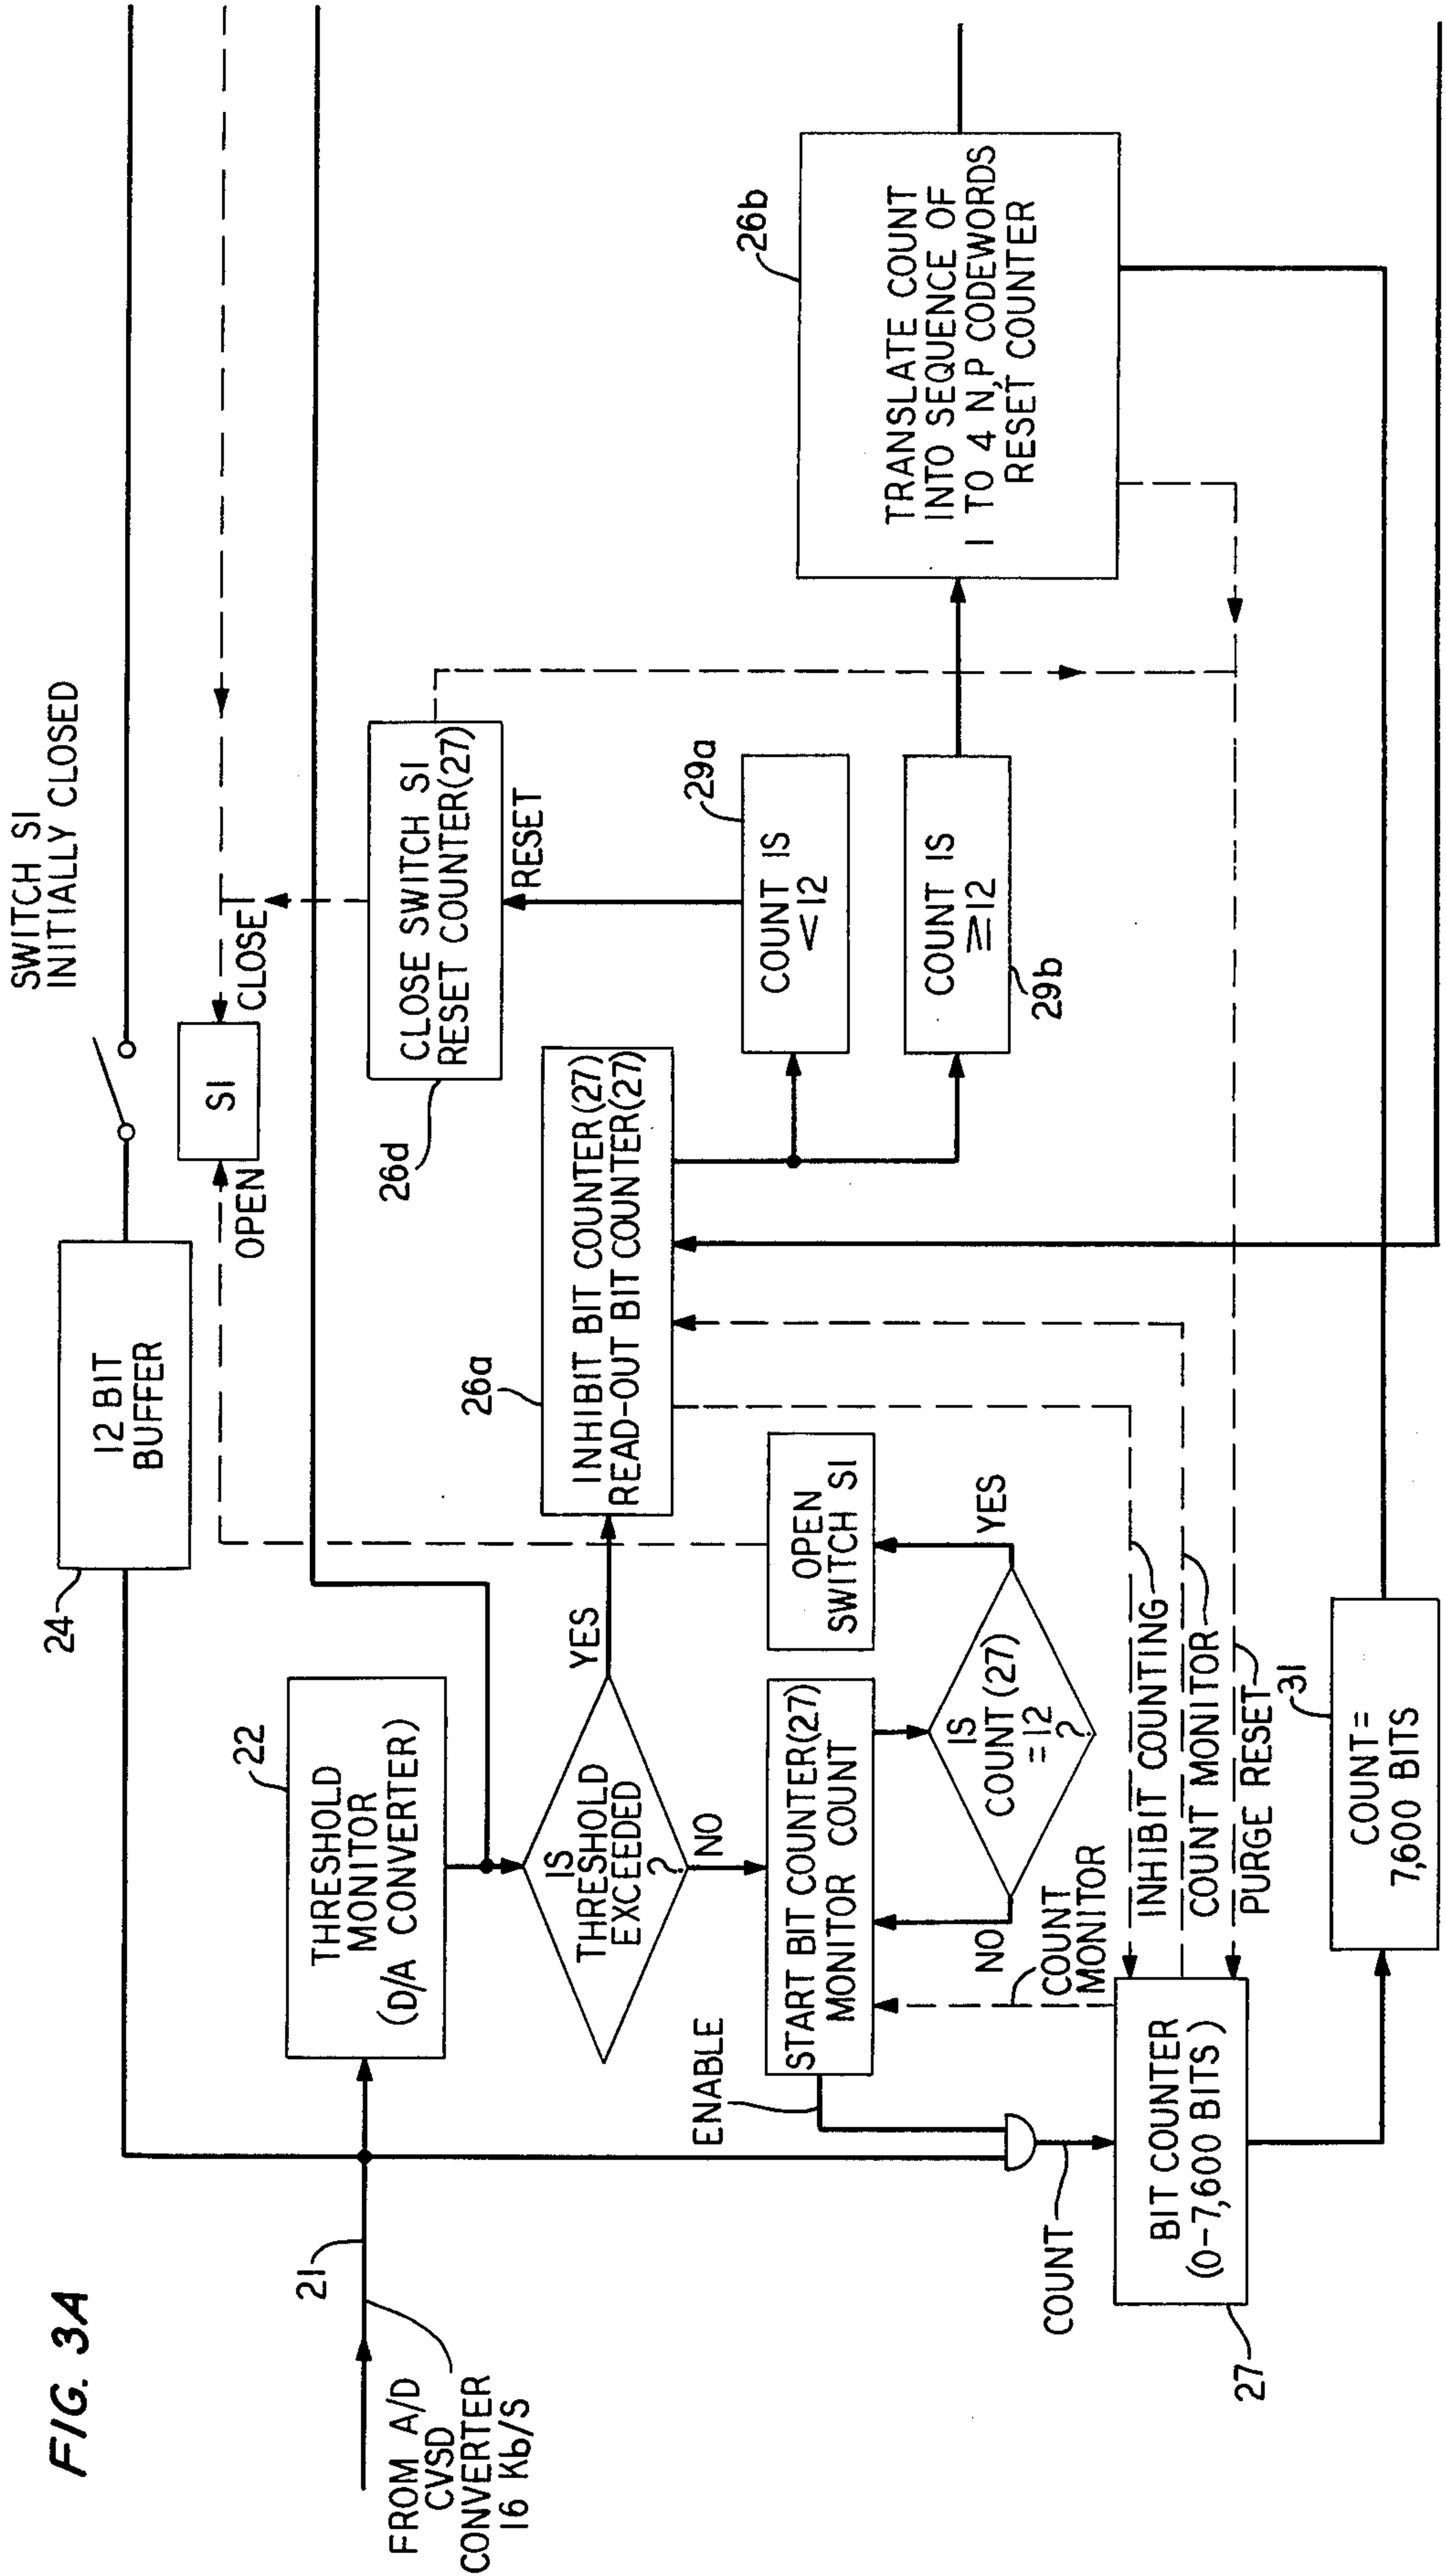 FIG. 3A
SWITCH S1
INITIALLY CLOSED
24
12 BIT
BUFFER
OPEN
S1
CLOSE
FROM A/D
CVSD
CONVERTER
16 Kb/S
21
22
THRESHOLD
MONITOR
(D/A CONVERTER)
IS
THRESHOLD
EXCEEDED
?
YES
NO
26a
INHIBIT BIT COUNTER(27)
READ-OUT BIT COUNTER(27)
26d
CLOSE SWITCH S1
RESET COUNTER(27)
RESET
29a
COUNT IS
<12
COUNT IS
≥12
29b
26b
TRANSLATE COUNT
INTO SEQUENCE OF
1 TO 4 N,P CODEWORDS
RESET COUNTER
ENABLE
START BIT COUNTER(27)
MONITOR COUNT
OPEN
SWITCH S1
IS
COUNT (27)
=12
?
YES
NO
COUNT
MONITOR
INHIBIT COUNTING
COUNT MONITOR
PURGE RESET
COUNT
BIT COUNTER
(0-7,600 BITS)
27
31
COUNT=
7,600 BITS